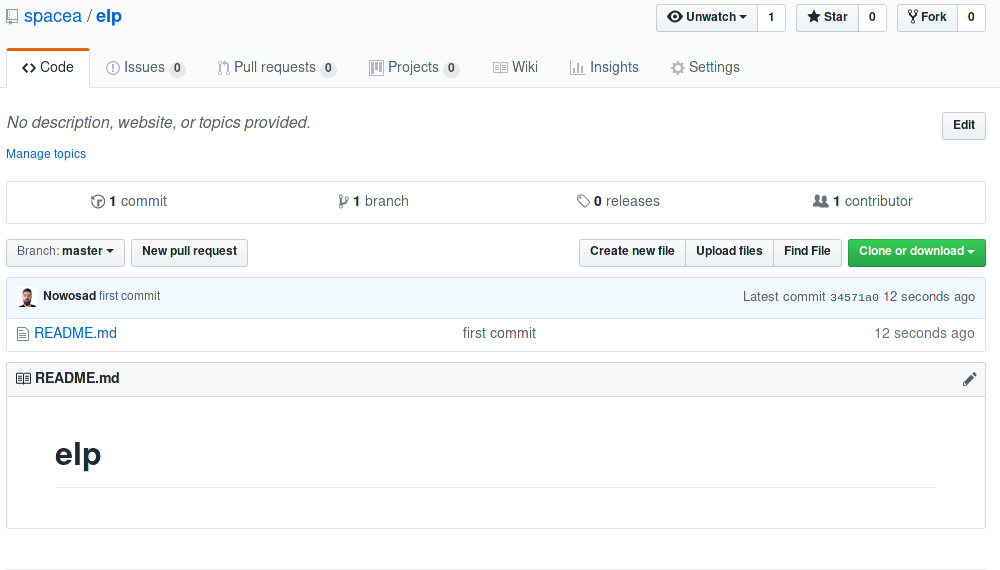 spacea / elp Unwatch 1 Star 0 Fork 0
Code Issues 0 Pull requests 0 Projects 0 Wiki Insights Settings
No description, website, or topics provided. Edit
Manage topics
1 commit 1 branch 0 releases 1 contributor
Branch: master New pull request Create new file Upload files Find File Clone or download
Nowosad first commit Latest commit 34571a0 12 seconds ago
README.md first commit 12 seconds ago
README.md
elp